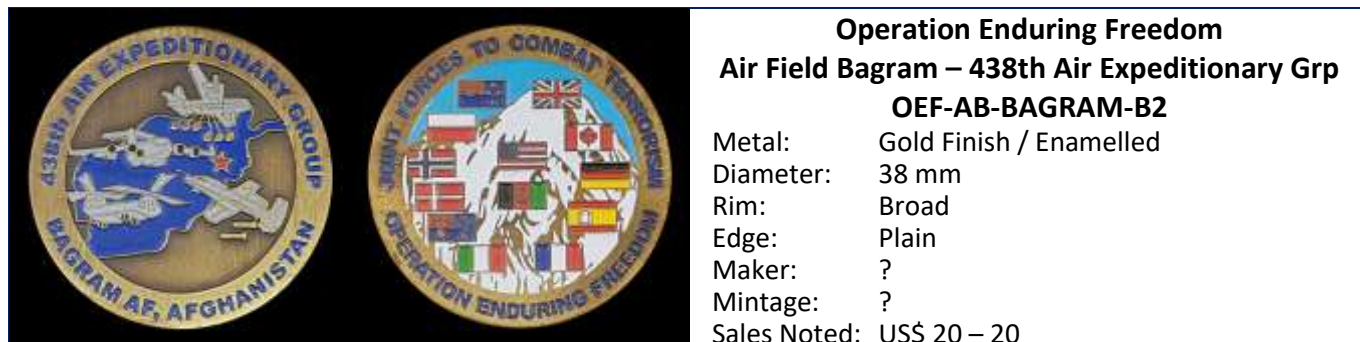 438th AIR EXPEDITIONARY GROUP
BAGRAM AF, AFGHANISTAN
JOINT FORCES TO COMBAT TERRORISM
OPERATION ENDURING FREEDOM
Operation Enduring Freedom
Air Field Bagram – 438th Air Expeditionary Grp
OEF-AB-BAGRAM-B2
Metal: Gold Finish / Enamelled
Diameter: 38 mm
Rim: Broad
Edge: Plain
Maker: ?
Mintage: ?
Sales Noted: US$ 20 – 20